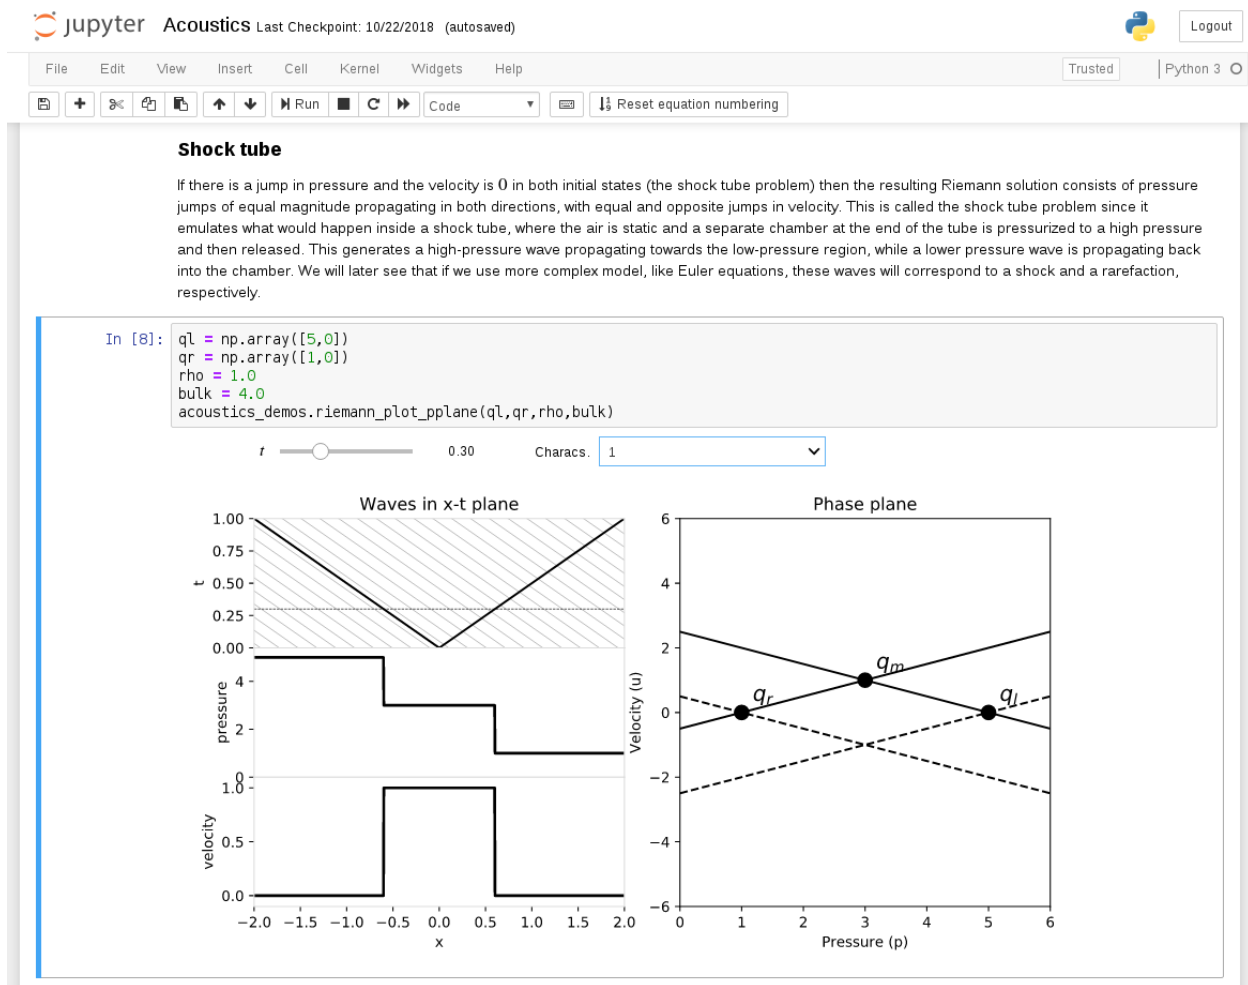 jupyter Acoustics Last Checkpoint: 10/22/2018 (autosaved) Logout
File Edit View Insert Cell Kernel Widgets Help Trusted Python 3
Run Code Reset equation numbering
Shock tube
If there is a jump in pressure and the velocity is 0 in both initial states (the shock tube problem) then the resulting Riemann solution consists of pressure
jumps of equal magnitude propagating in both directions, with equal and opposite jumps in velocity. This is called the shock tube problem since it
emulates what would happen inside a shock tube, where the air is static and a separate chamber at the end of the tube is pressurized to a high pressure
and then released. This generates a high-pressure wave propagating towards the low-pressure region, while a lower pressure wave is propagating back
into the chamber. We will later see that if we use more complex model, like Euler equations, these waves will correspond to a shock and a rarefaction,
respectively.
In [8]: ql = np.array([5,0])
qr = np.array([1,0])
rho = 1.0
bulk = 4.0
acoustics_demos.riemann_plot_pplane(ql,qr,rho,bulk)
t 0.30 Characs. 1
Waves in x-t plane
1.00
0.75
0.50
0.25
0.00
t
4
2
0
pressure
1.0
0.5
0.0
velocity
−2.0 −1.5 −1.0 −0.5 0.0 0.5 1.0 1.5 2.0
x
Phase plane
6
4
2
0
−2
−4
−6
Velocity (u)
q_r
q_m
q_l
0 1 2 3 4 5 6
Pressure (p)